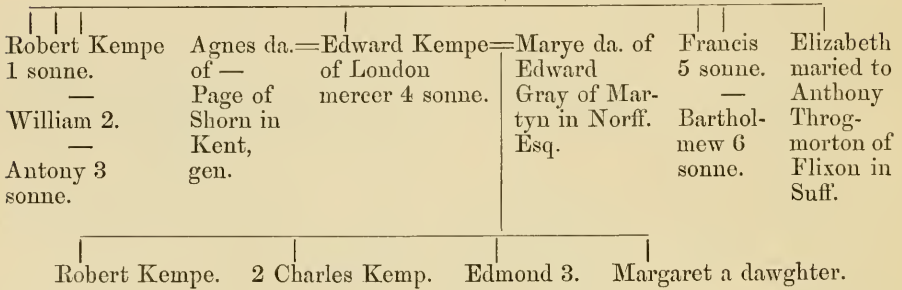 Robert Kempe
1 sonne.
—
William 2.
—
Antony 3
sonne.
Agnes da.
of —
Page of
Shorn in
Kent,
gen.
=Edward Kempe=
of London
mercer 4 sonne.
Marye da. of
Edward
Gray of Mar-
tyn in Norff.
Esq.
Francis
5 sonne.
—
Barthol-
mew 6
sonne.
Elizabeth
maried to
Anthony
Throg-
morton of
Flixon in
Suff.
Robert Kempe. 2 Charles Kemp. Edmond 3. Margaret a dawghter.